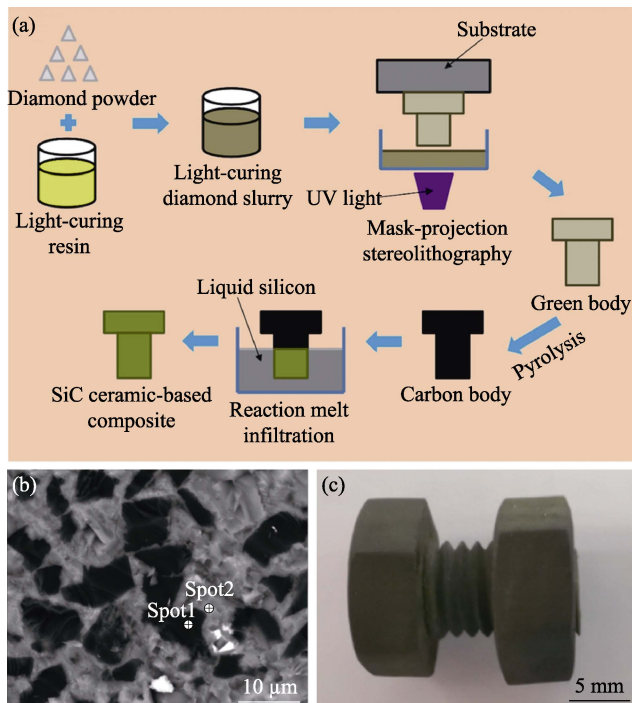 (a)
Substrate
Diamond powder
Light-curing
diamond slurry
Light-curing
resin
UV light
Mask-projection
stereolithography
Green body
Pyrolysis
Liquid silicon
SiC ceramic-based
composite
Reaction melt
infiltration
Carbon body
(b)
Spot2
Spot1
10 μm
(c)
5 mm